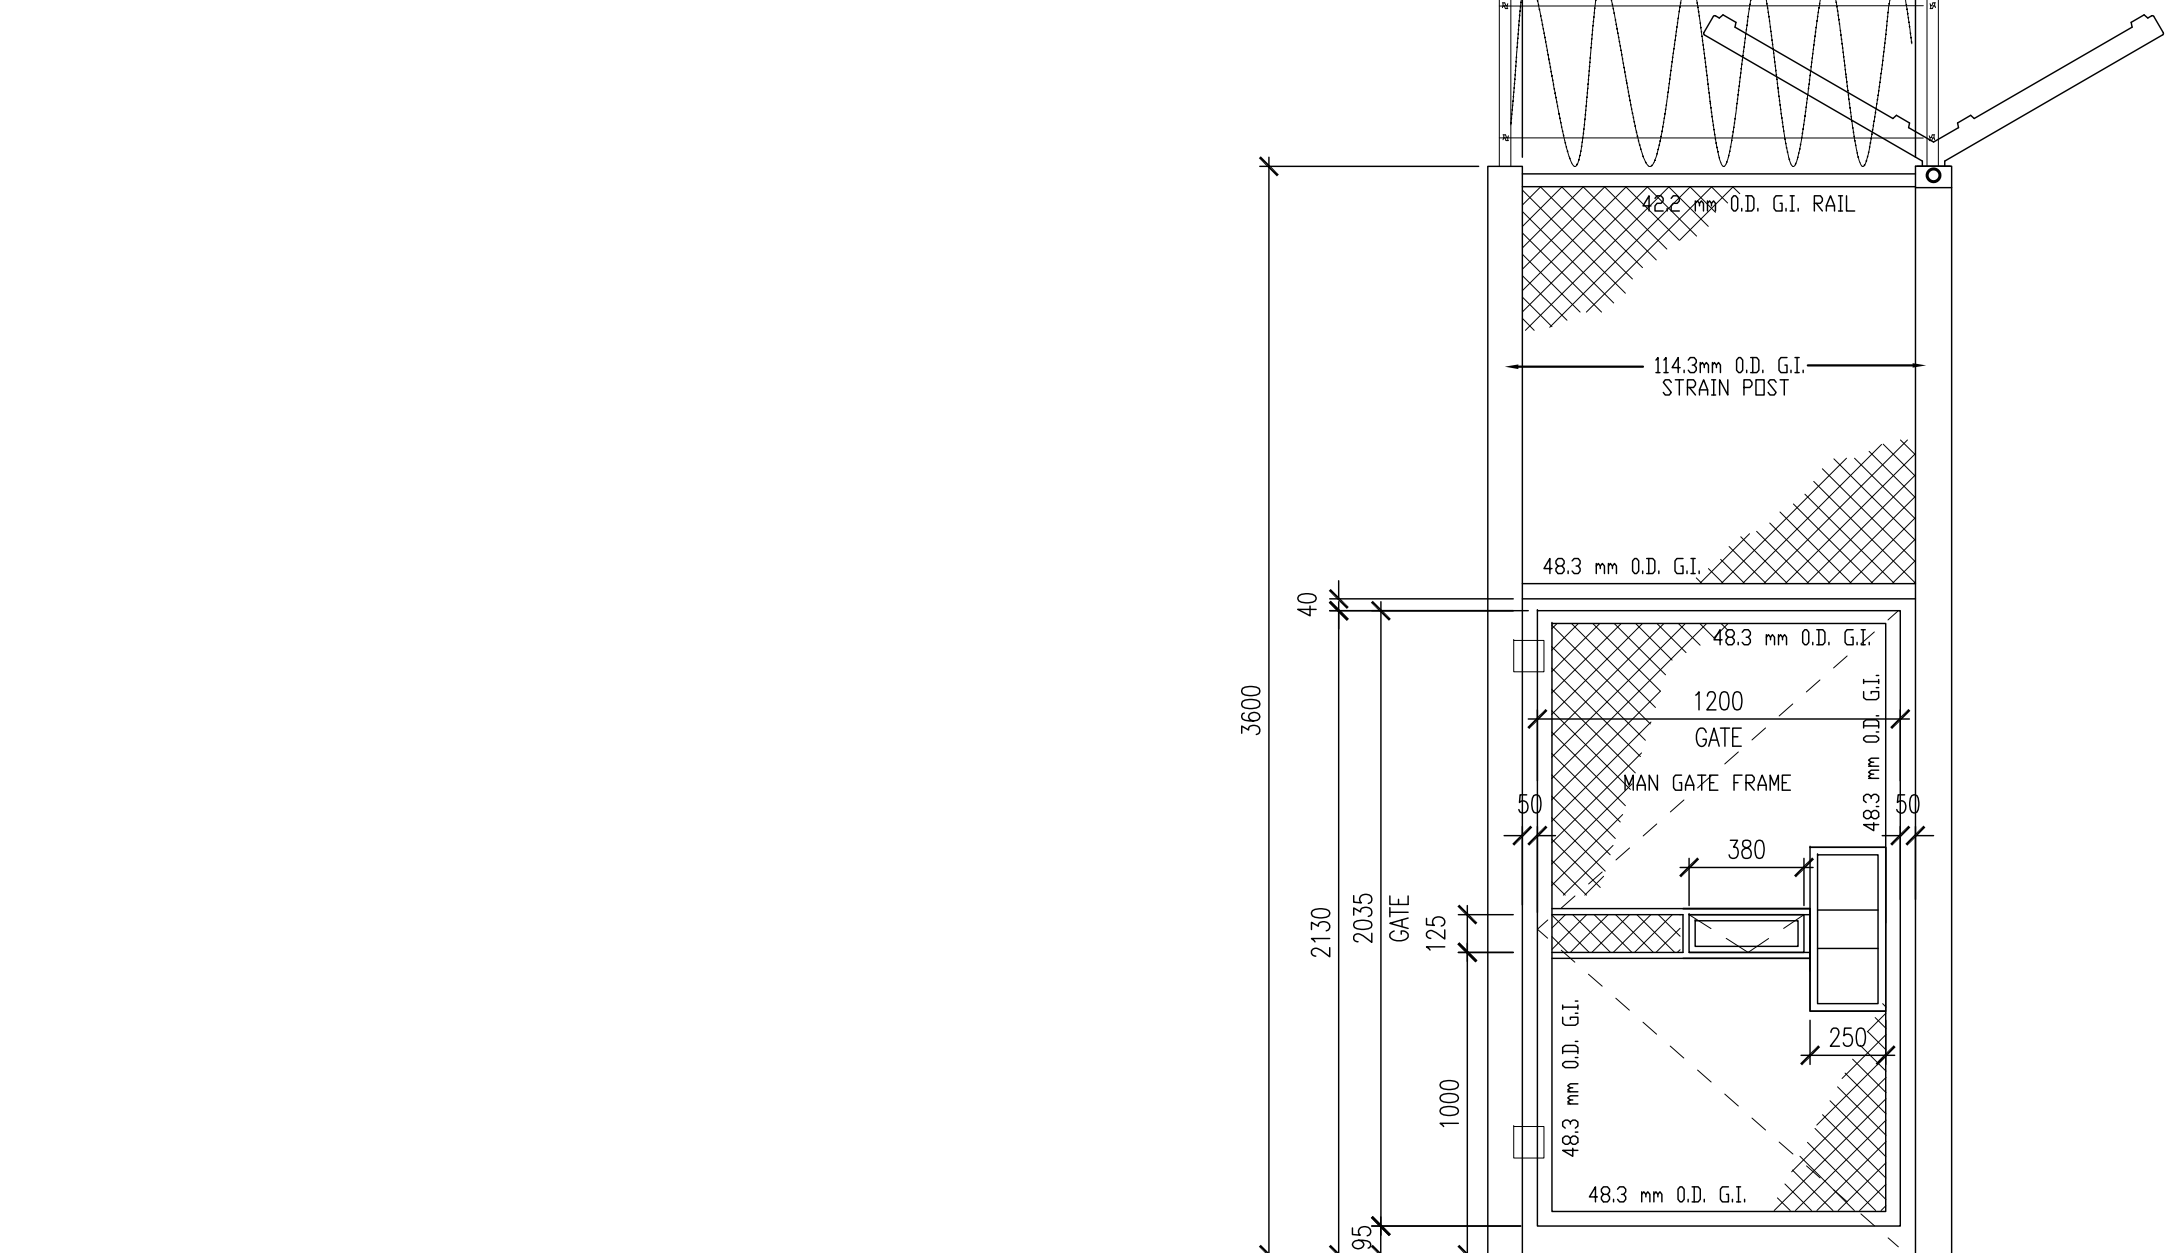 42.2 mm O.D. G.I. RAIL
114.3mm O.D. G.I.
STRAIN POST
48.3 mm O.D. G.I.
40
48.3 mm O.D. G.I.
3600
1200
GATE
48.3 mm O.D. G.I.
MAN GATE FRAME
50
50
380
2130
2035
GATE
125
250
1000
48.3 mm O.D. G.I.
48.3 mm O.D. G.I.
95